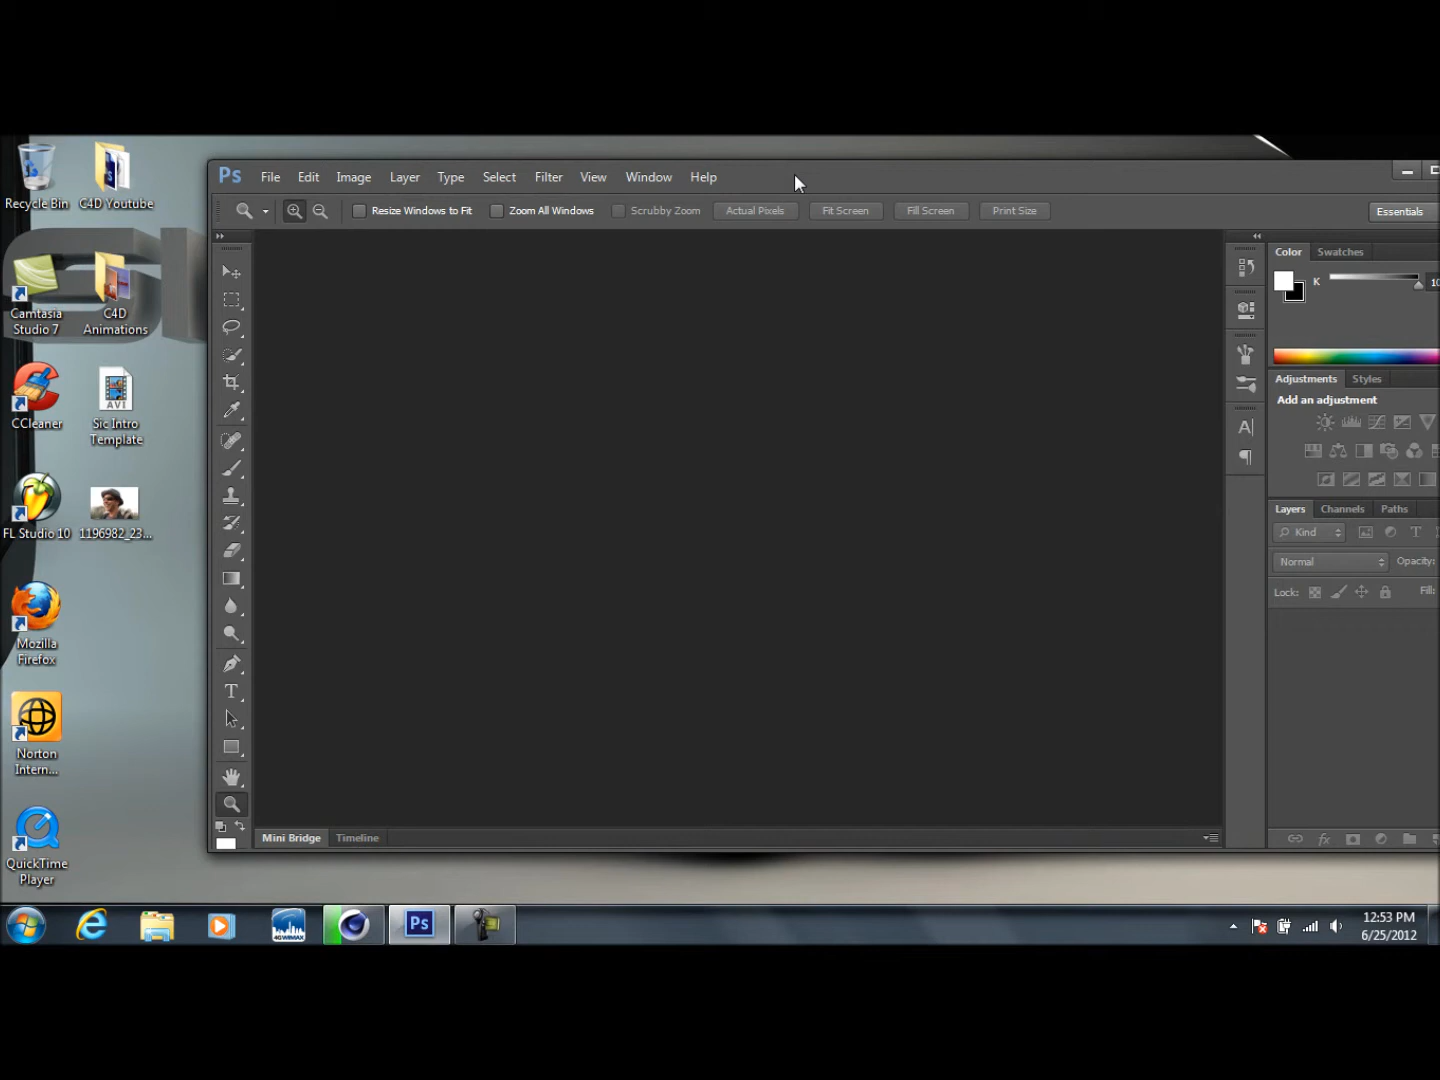 Recycle Bin
C4D Youtube
Camtasia
Studio 7
C4D
Animations
CCleaner
AVI
Sic Intro
Template
FL Studio 10
1196982_23...
Mozilla
Firefox
Norton
Intern...
QuickTime
Player
Ps File Edit Image Layer Type Select Filter View Window Help
Resize Windows to Fit Zoom All Windows Scrubby Zoom Actual Pixels Fit Screen Fill Screen Print Size Essentials
Color Swatches
K
Adjustments Styles
Add an adjustment
Layers Channels Paths
Kind
Normal Opacity:
Lock: Fill:
Mini Bridge Timeline
4G WIMAX
Ps
12:53 PM
6/25/2012